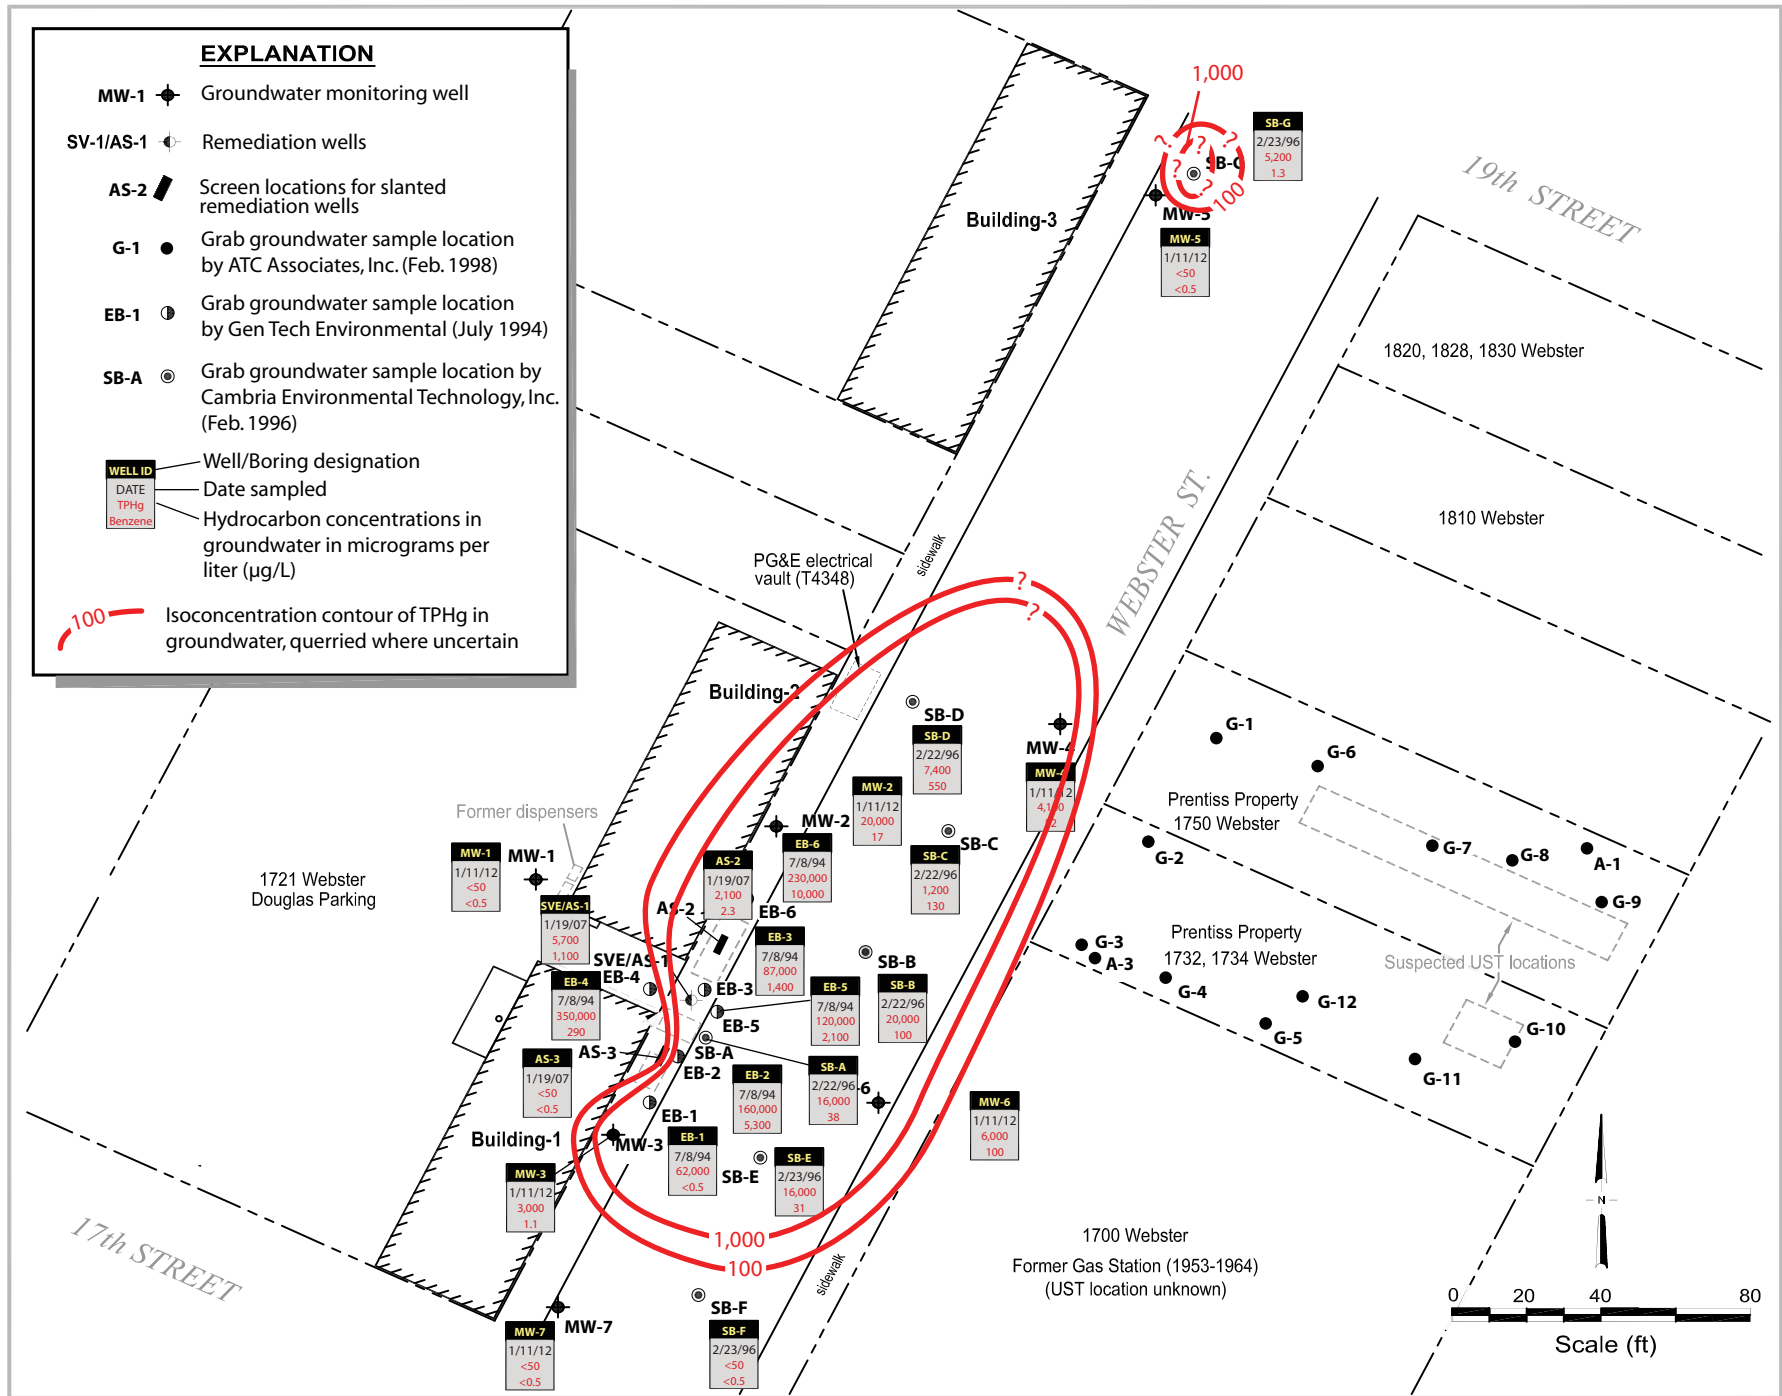 EXPLANATION
MW-1
Groundwater monitoring well
SV-1/AS-1
Remediation wells
AS-2
Screen locations for slanted
remediation wells
G-1
Grab groundwater sample location
by ATC Associates, Inc. (Feb. 1998)
EB-1
Grab groundwater sample location
by Gen Tech Environmental (July 1994)
SB-A
Grab groundwater sample location by
Cambria Environmental Technology, Inc.
(Feb. 1996)
WELL ID
DATE
TPHg
Benzene
Well/Boring designation
Date sampled
Hydrocarbon concentrations in
groundwater in micrograms per
liter (µg/L)
100
Isoconcentration contour of TPHg in
groundwater, querried where uncertain
1,000
? ? ? ? ?
100
SB-G
2/23/96
5,200
1.3
MW-5
MW-5
1/11/12
<50
<0.5
Building-3
19th STREET
1820, 1828, 1830 Webster
1810 Webster
WEBSTER ST.
sidewalk
PG&E electrical
vault (T4348)
?
?
Building-2
SB-D
SB-D
2/22/96
7,400
550
MW-4
MW-4
1/11/12
MW-2
1/11/12
20,000
17
MW-2
EB-6
7/8/94
230,000
10,000
SB-C
SB-C
2/22/96
1,200
130
Former dispensers
MW-1
1/11/12
<50
<0.5
MW-1
1721 Webster
Douglas Parking
AS-2
1/19/07
2,100
2.3
AS-2
EB-6
SVE/AS-1
1/19/07
5,700
1,100
SVE/AS-1
EB-4
EB-4
7/8/94
350,000
290
EB-3
EB-3
7/8/94
87,000
1,400
EB-5
EB-5
7/8/94
120,000
2,100
SB-B
SB-B
2/22/96
20,000
100
AS-3
AS-3
1/19/07
<50
<0.5
SB-A
EB-2
EB-2
7/8/94
160,000
5,300
SB-A
2/22/96
16,000
38
-6
MW-6
1/11/12
6,000
100
EB-1
EB-1
7/8/94
62,000
<0.5
Building-1
MW-3
MW-3
1/11/12
3,000
1.1
SB-E
SB-E
2/23/96
16,000
31
1,000
100
sidewalk
17th STREET
MW-7
MW-7
1/11/12
<50
<0.5
SB-F
SB-F
2/23/96
<50
<0.5
G-1
G-6
Prentiss Property
1750 Webster
G-2
G-7
G-8
A-1
G-9
G-3
A-3
Prentiss Property
1732, 1734 Webster
Suspected UST locations
G-4
G-12
G-5
G-10
G-11
1700 Webster
Former Gas Station (1953-1964)
(UST location unknown)
N
0 20 40 80
Scale (ft)